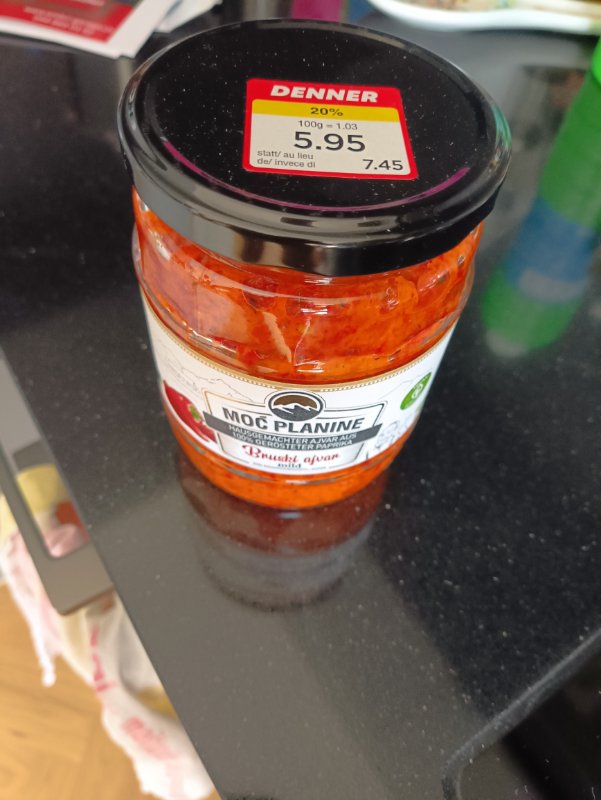 DENNER
20%
100g = 1.03
5.95
statt/ au lieu
de/ invece di
7.45
MOĆ PLANINE
HAUSGEMACHTER AJVAR AUS
100% GERÖSTETER PAPRIKA
Bruski ajvar
mild